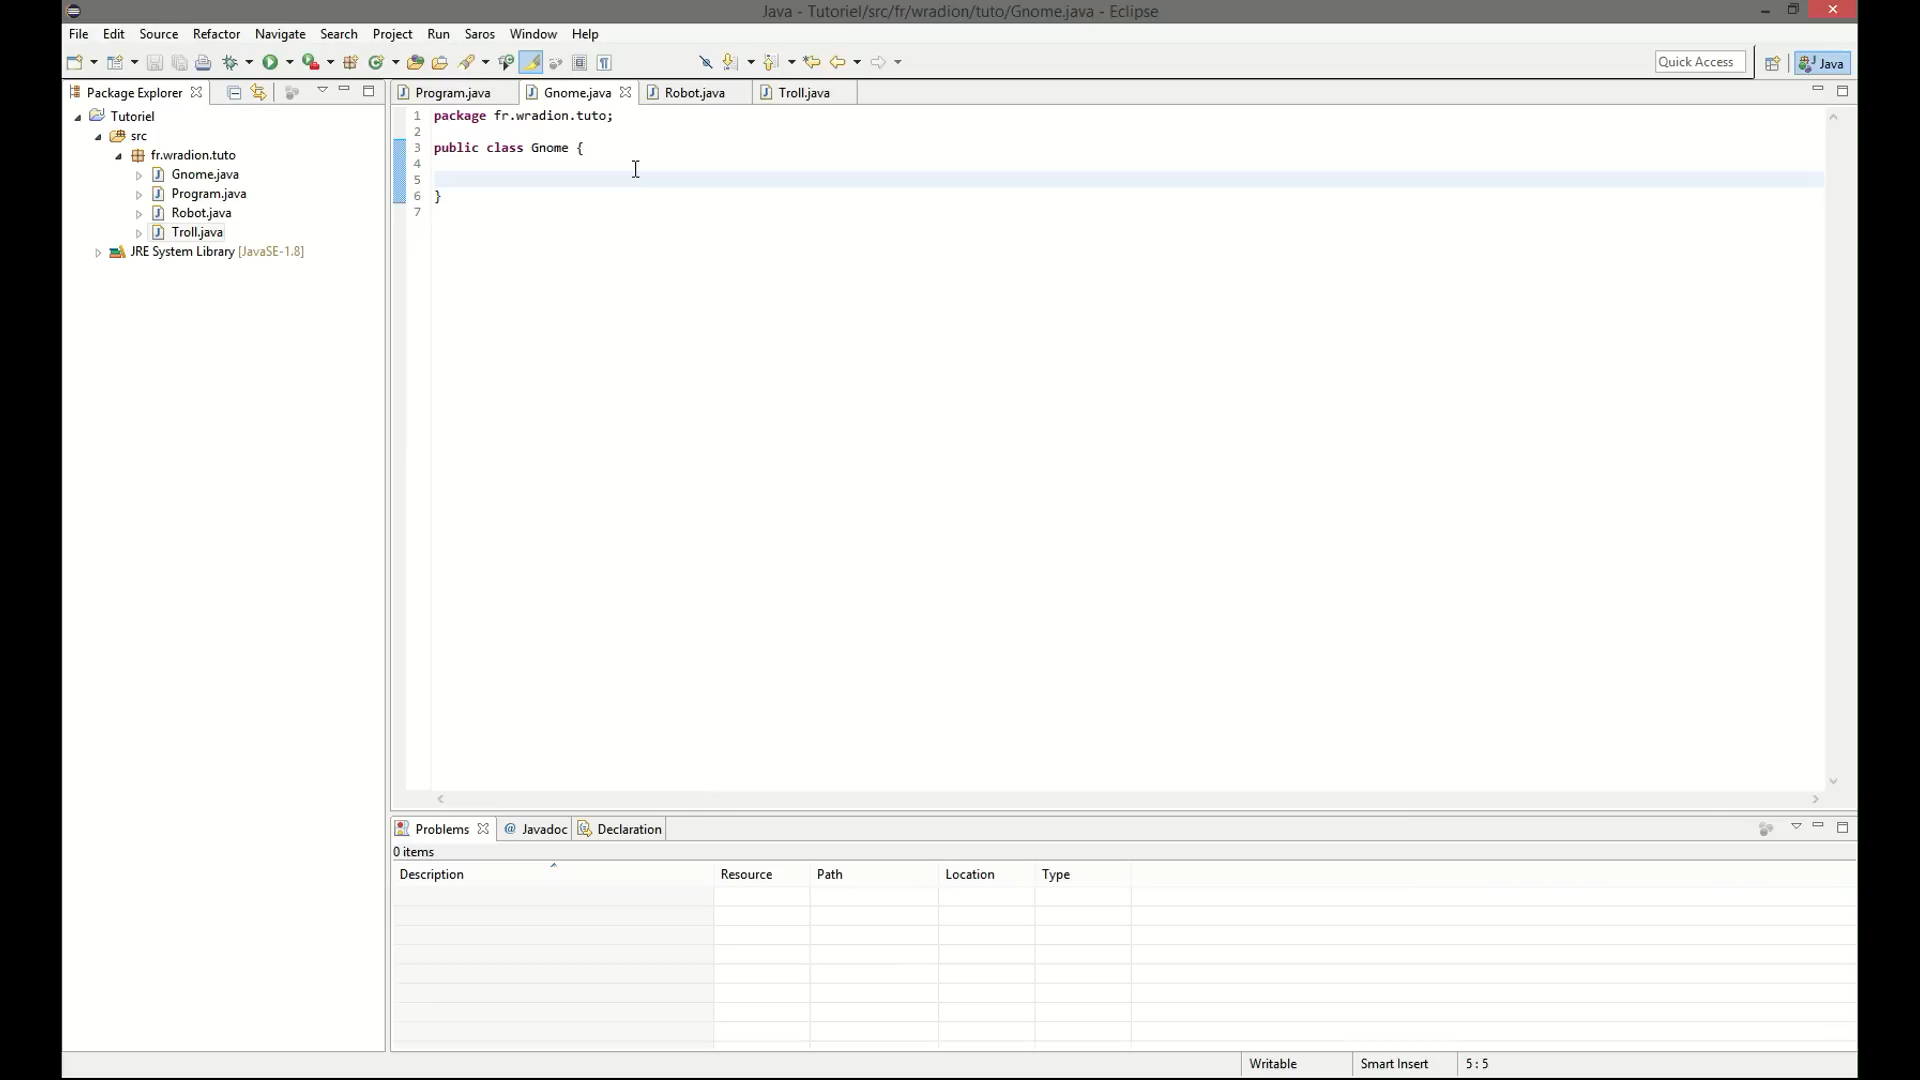 Java - Tutoriel/src/fr/wradion/tuto/Gnome.java - Eclipse
File Edit Source Refactor Navigate Search Project Run Saros Window Help
Quick Access Java
Package Explorer
Tutoriel
src
fr.wradion.tuto
Gnome.java
Program.java
Robot.java
Troll.java
JRE System Library [JavaSE-1.8]
Program.java Gnome.java Robot.java Troll.java
1 package fr.wradion.tuto;
2
3 public class Gnome {
4
5
6 }
7
Problems @ Javadoc Declaration
0 items
Description Resource Path Location Type
Writable Smart Insert 5 : 5